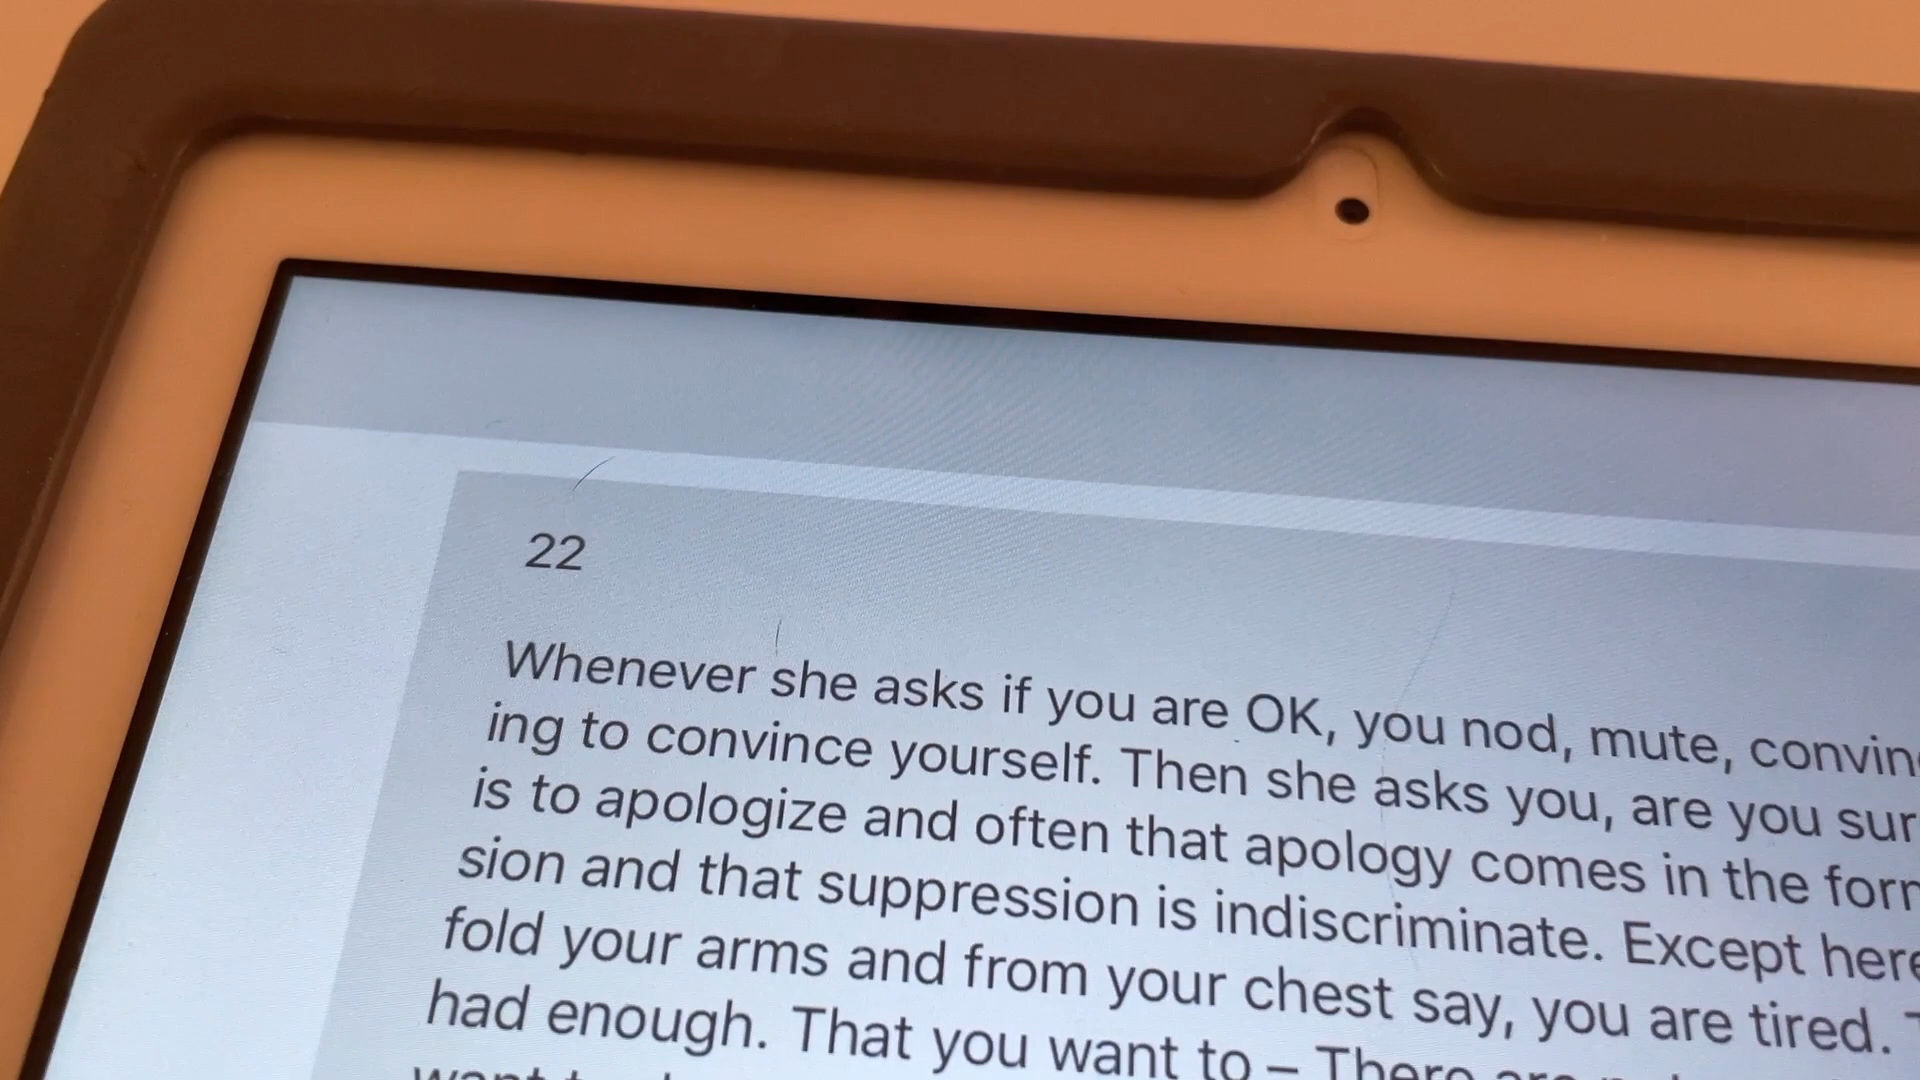 22
Whenever she asks if you are OK, you nod, mute,
ing to convince yourself. Then she asks you, are you
is to apologize and often that apology comes in the
sion and that suppression is indiscriminate. Except
fold your arms and from your chest say, you are tired.
had enough. That you want to –